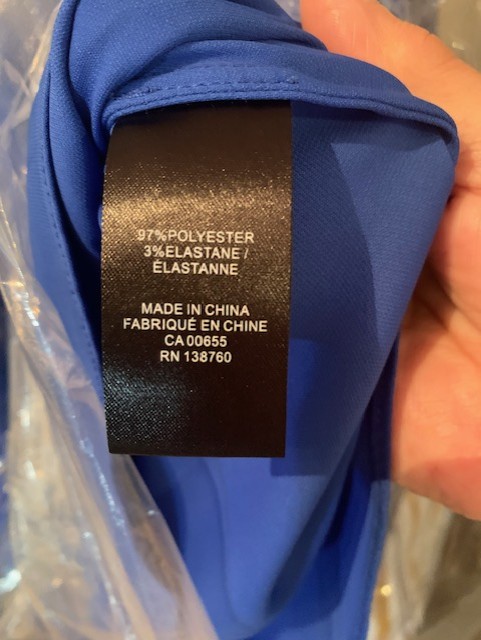 97%POLYESTER
3%ELASTANE /
ÉLASTANNE
MADE IN CHINA
FABRIQUÉ EN CHINE
CA 00655
RN 138760